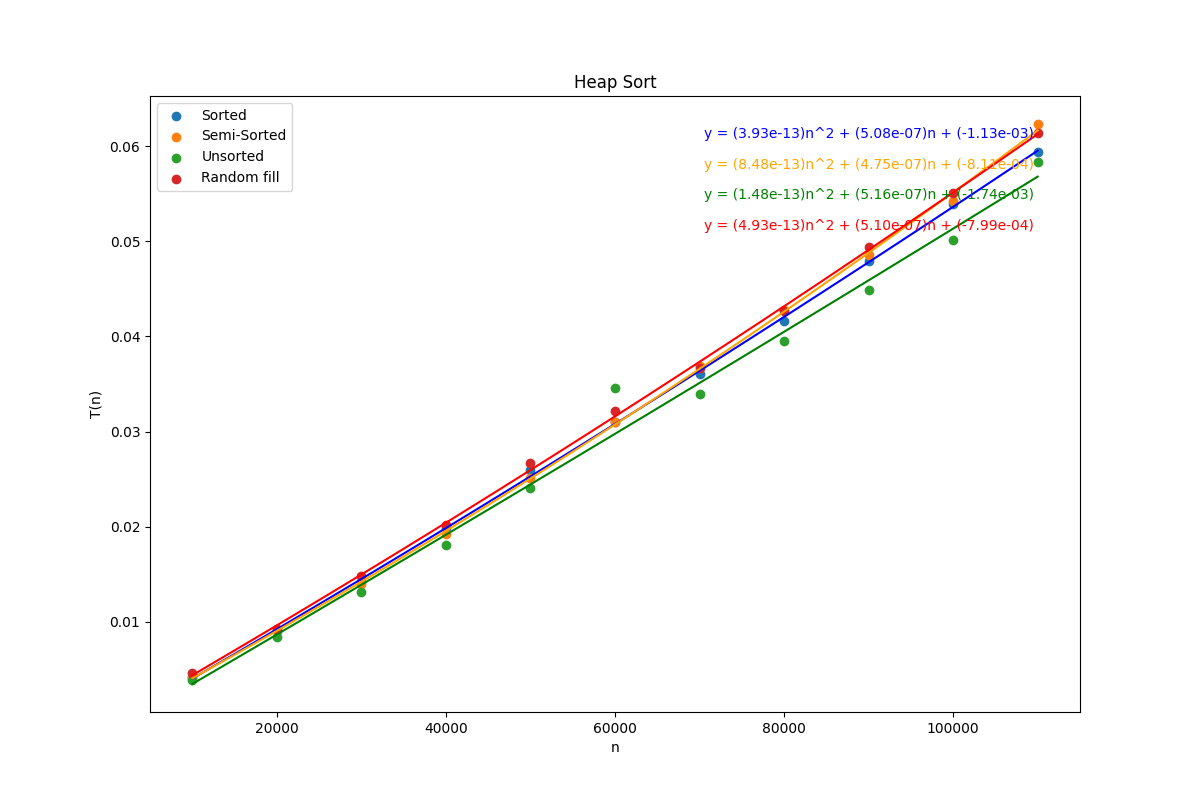 Heap Sort
Sorted
Semi-Sorted
Unsorted
Random fill
y = (3.93e-13)n^2 + (5.08e-07)n + (-1.13e-03)
y = (8.48e-13)n^2 + (4.75e-07)n + (-8.11e-04)
y = (1.48e-13)n^2 + (5.16e-07)n + (-1.74e-03)
y = (4.93e-13)n^2 + (5.10e-07)n + (-7.99e-04)
0.06
0.05
0.04
0.03
0.02
0.01
T(n)
20000 40000 60000 80000 100000
n